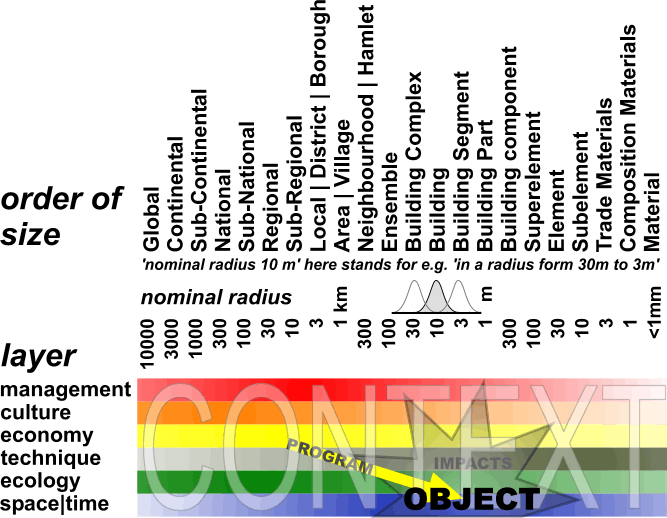 order of
size
Global
Continental
Sub-Continental
National
Sub-National
Regional
Sub-Regional
Local | District | Borough
Area | Village
Neighbourhood | Hamlet
Ensemble
Building Complex
Building
Building Segment
Building Part
Building component
Superelement
Element
Subelement
Trade Materials
Composition Materials
Material
'nominal radius 10 m' here stands for e.g. 'in a radius form 30m to 3m'
nominal radius
10000
3000
1000
300
100
30
10
3
1 km
300
100
30
10
3
1 m
300
100
30
10
3
1
<1mm
layer
management
culture
economy
technique
ecology
space|time
CONTEXT
PROGRAM
IMPACTS
OBJECT